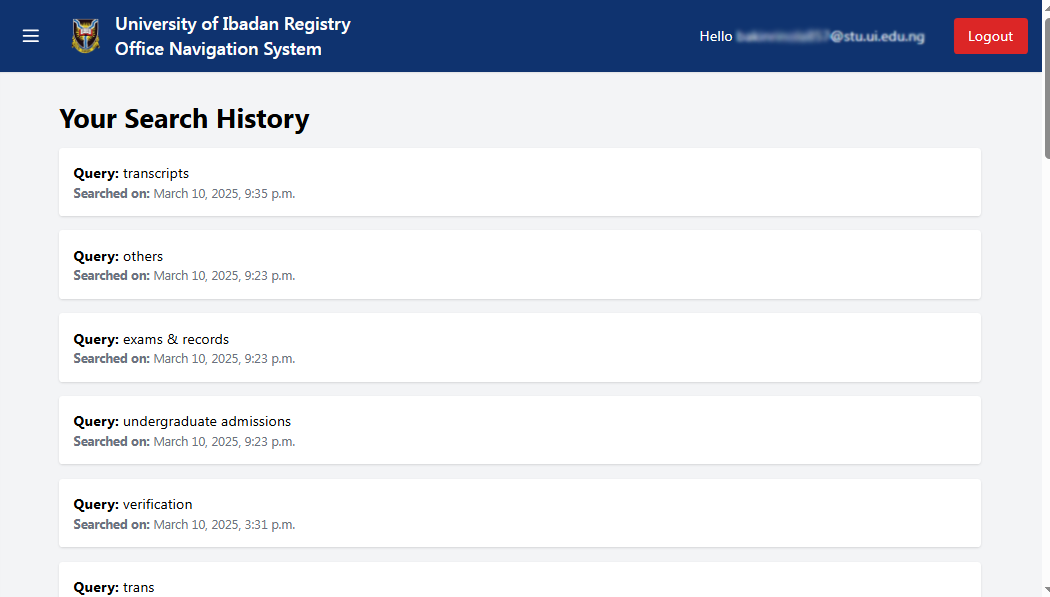 University of Ibadan Registry
Office Navigation System
Hello @stu.ui.edu.ng
Logout
Your Search History
Query: transcripts
Searched on: March 10, 2025, 9:35 p.m.
Query: others
Searched on: March 10, 2025, 9:23 p.m.
Query: exams & records
Searched on: March 10, 2025, 9:23 p.m.
Query: undergraduate admissions
Searched on: March 10, 2025, 9:23 p.m.
Query: verification
Searched on: March 10, 2025, 3:31 p.m.
Query: trans